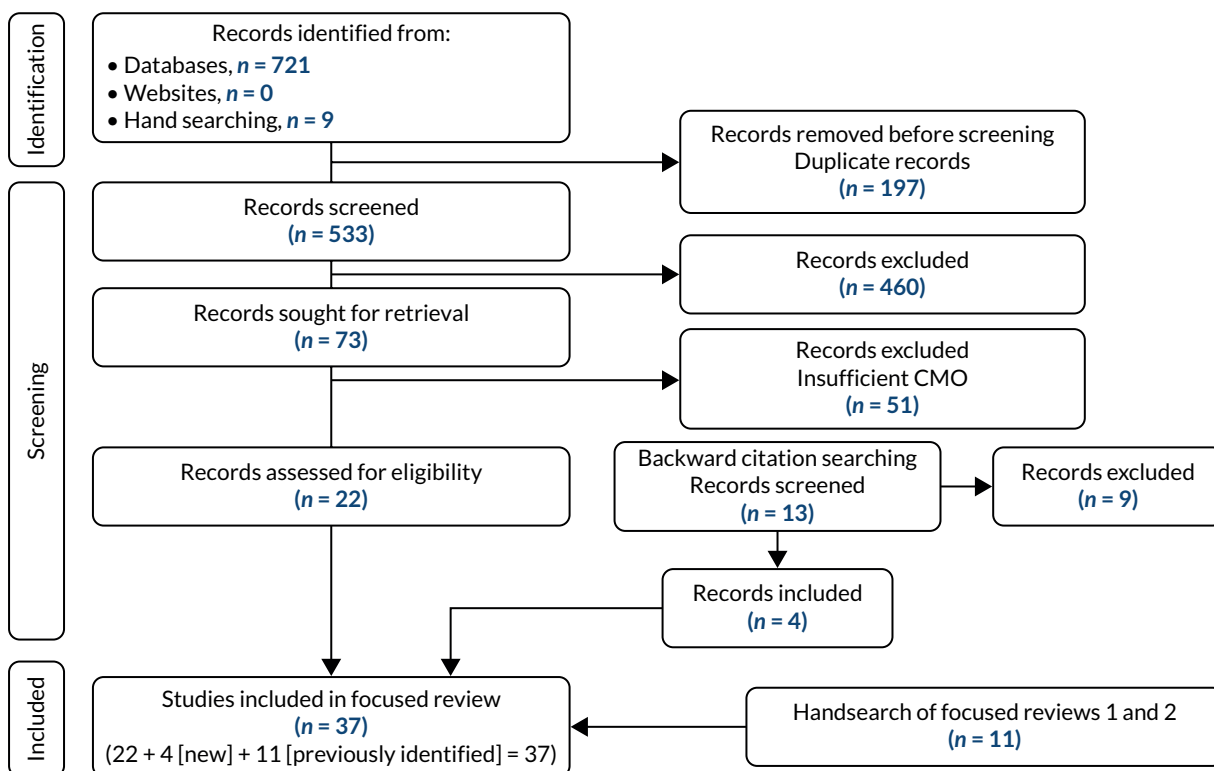 Identification
Records identified from:
• Databases, n = 721
• Websites, n = 0
• Hand searching, n = 9
Records removed before screening
Duplicate records
(n = 197)
Screening
Records screened
(n = 533)
Records excluded
(n = 460)
Records sought for retrieval
(n = 73)
Records excluded
Insufficient CMO
(n = 51)
Records assessed for eligibility
(n = 22)
Backward citation searching
Records screened
(n = 13)
Records excluded
(n = 9)
Records included
(n = 4)
Included
Studies included in focused review
(n = 37)
(22 + 4 [new] + 11 [previously identified] = 37)
Handsearch of focused reviews 1 and 2
(n = 11)